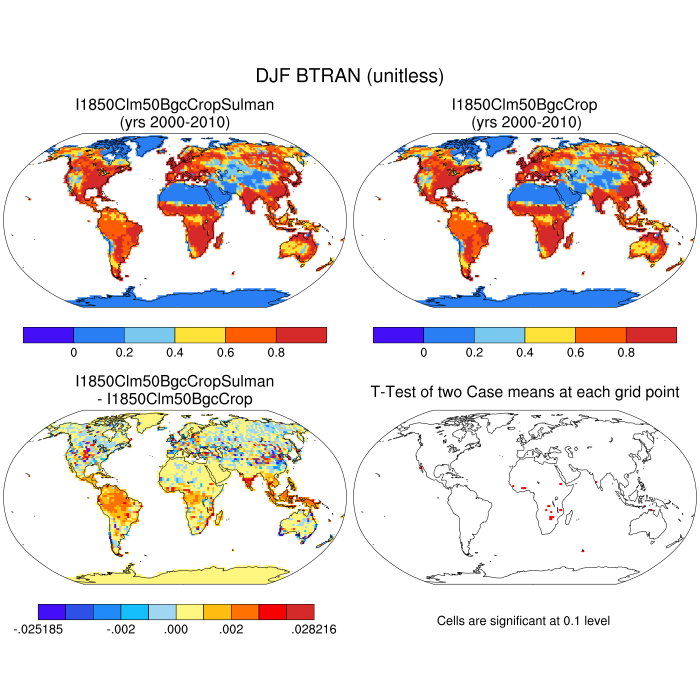 DJF BTRAN (unitless)
I1850Clm50BgcCropSulman
(yrs 2000-2010)
I1850Clm50BgcCrop
(yrs 2000-2010)
0 0.2 0.4 0.6 0.8
0 0.2 0.4 0.6 0.8
I1850Clm50BgcCropSulman
- I1850Clm50BgcCrop
T-Test of two Case means at each grid point
-.025185 -.002 .000 .002 .028216
Cells are significant at 0.1 level